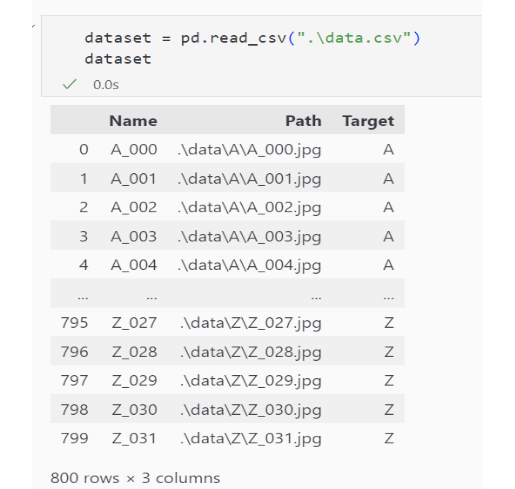 dataset = pd.read_csv(".\data.csv")
dataset
0.0s
Name Path Target
0 A_000 .\data\A\A_000.jpg A
1 A_001 .\data\A\A_001.jpg A
2 A_002 .\data\A\A_002.jpg A
3 A_003 .\data\A\A_003.jpg A
4 A_004 .\data\A\A_004.jpg A
... ... ... ...
795 Z_027 .\data\Z\Z_027.jpg Z
796 Z_028 .\data\Z\Z_028.jpg Z
797 Z_029 .\data\Z\Z_029.jpg Z
798 Z_030 .\data\Z\Z_030.jpg Z
799 Z_031 .\data\Z\Z_031.jpg Z
800 rows × 3 columns